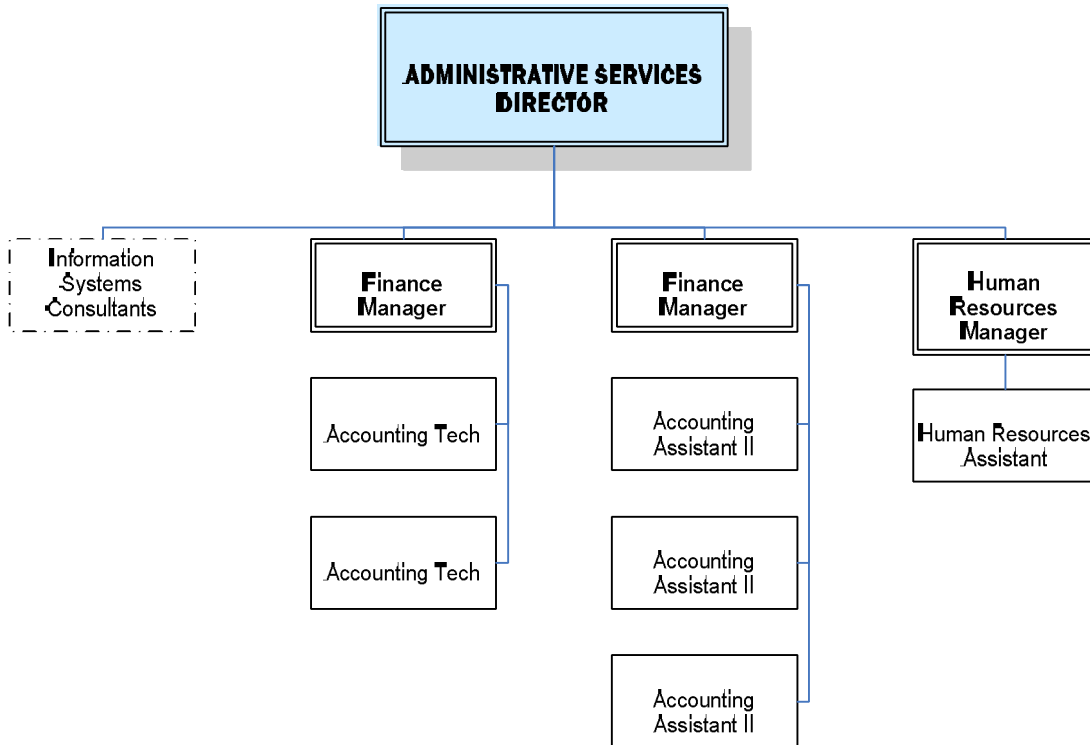 ADMINISTRATIVE SERVICES
DIRECTOR
Information
Systems
Consultants
Finance
Manager
Finance
Manager
Human
Resources
Manager
Accounting Tech
Accounting
Assistant II
Human Resources
Assistant
Accounting Tech
Accounting
Assistant II
Accounting
Assistant II